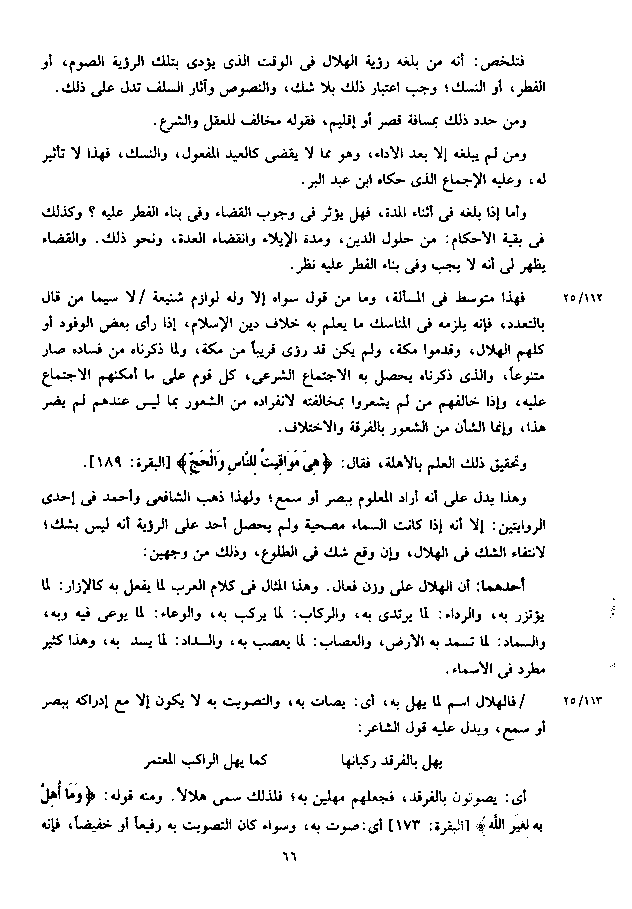 فتلخص: أنه من بلغه رؤية الهلال فى الوقت الذى يؤدى بتلك الرؤية الصوم، أو
الفطر، أو النسك؛ وجب اعتبار ذلك بلا شك، والنصوص وآثار السلف تدل على ذلك.
ومن حدد ذلك بمسافة قصر أو إقليم، فقوله مخالف للعقل والشرع.
ومن لم يبلغه إلا بعد الأداء، وهو مما لا يقضى كالعيد المفعول، والنسك، فهذا لا تأثير
له، وعليه الإجماع الذى حكاه ابن عبد البر.
وأما إذا بلغه فى أثناء المدة، فهل يؤثر فى وجوب القضاء وفى بناء الفطر عليه ؟ وكذلك
فى بقية الأحكام: من حلول الدين، ومدة الإيلاء وانقضاء العدة، ونحو ذلك. والقضاء
يظهر لى أنه لا يجب وفى بناء الفطر عليه نظر.
٢٥/١١٢ فهذا متوسط فى المسألة، وما من قول سواه إلا وله لوازم شنيعة / لا سيما من قال
بالتعدد، فإنه يلزمه فى المناسك ما يعلم به خلاف دين الإسلام، إذا رأى بعض الوفود أو
كلهم الهلال، وقدموا مكة، ولم يكن قد رؤى قريباً من مكة، ولما ذكرناه من فساده صار
متنوعاً، والذى ذكرناه يحصل به الاجتماع الشرعى، كل قوم على ما أمكنهم الاجتماع
عليه، وإذا خالفهم من لم يشعروا بمخالفته لانفراده من الشعور بما ليس عندهم لم يضر
هذا، وإنما الشأن من الشعور بالفرقة والاختلاف.
وتحقيق ذلك العلم بالأهلة، فقال: ﴿هِيَ مَوَاقِيتُ لِلنَّاسِ وَالْحَجِّ﴾ [البقرة: ١٨٩].
وهذا يدل على أنه أراد المعلوم ببصر أو سمع؛ ولهذا ذهب الشافعى وأحمد فى إحدى
الروايتين: إلا أنه إذا كانت السماء مصحية ولم يحصل أحد على الرؤية أنه ليس بشك؛
لانتفاء الشك فى الهلال، وإن وقع شك فى الطلوع، وذلك من وجهين:
أحدهما: أن الهلال على وزن فعال. وهذا المثال فى كلام العرب لما يفعل به كالإزار: لما
يؤتزر به، والرداء: لما يرتدى به، والركاب: لما يركب به، والوعاء: لما يوعى فيه وبه،
والسماد: لما تسمد به الأرض، والعصاب: لما يعصب به، والسداد: لما يسد به، وهذا كثير
مطرد فى الأسماء.
٢٥/١١٣ / فالهلال اسم لما يهل به، أى: يصات به، والتصويت به لا يكون إلا مع إدراكه ببصر
أو سمع، ويدل عليه قول الشاعر:
يهل بالفرقد ركبانها كما يهل الراكب المعتمر
أى: يصوتون بالفرقد، فجعلهم مهلين به؛ فلذلك سمى هلالاً. ومنه قوله: ﴿وَمَا أُهِلَّ
بِهِ لِغَيْرِ اللَّهِ﴾ [البقرة: ١٧٣] أى: صوت به، وسواء كان التصويت به رفيعاً أو خفيضاً، فإنه
٦٦